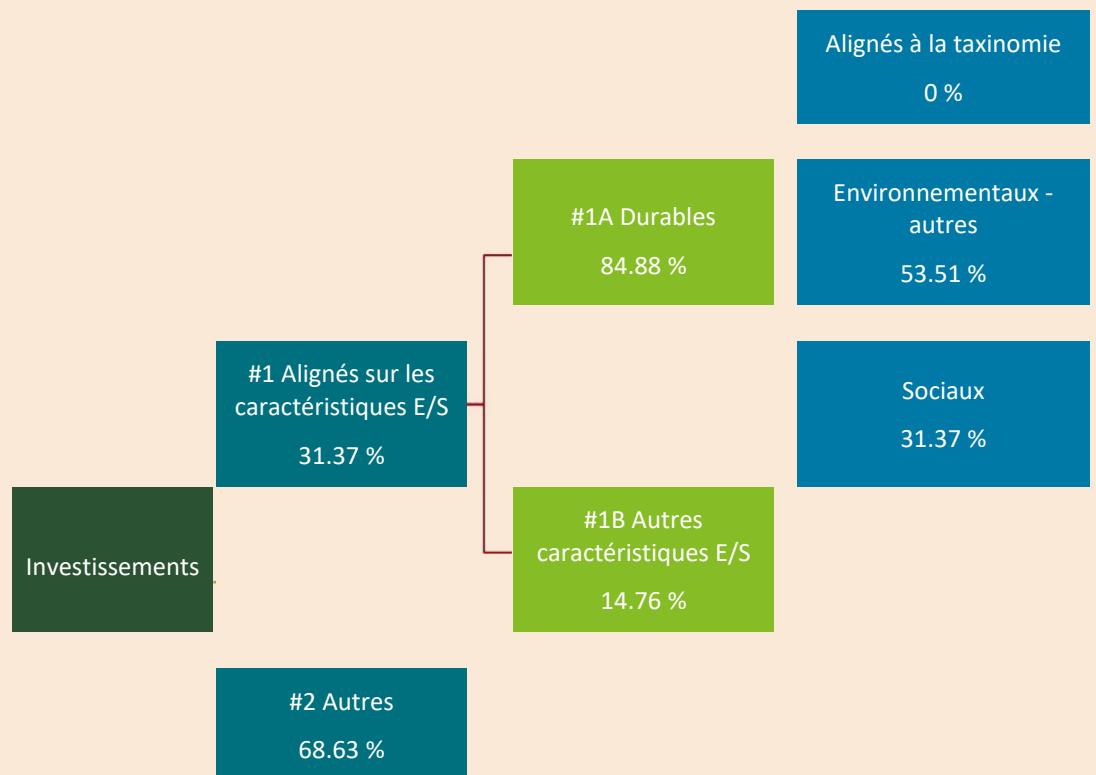 Alignés à la taxinomie
0 %
#1A Durables
84.88 %
Environnementaux -
autres
53.51 %
#1 Alignés sur les
caractéristiques E/S
31.37 %
Sociaux
31.37 %
Investissements
#1B Autres
caractéristiques E/S
14.76 %
#2 Autres
68.63 %